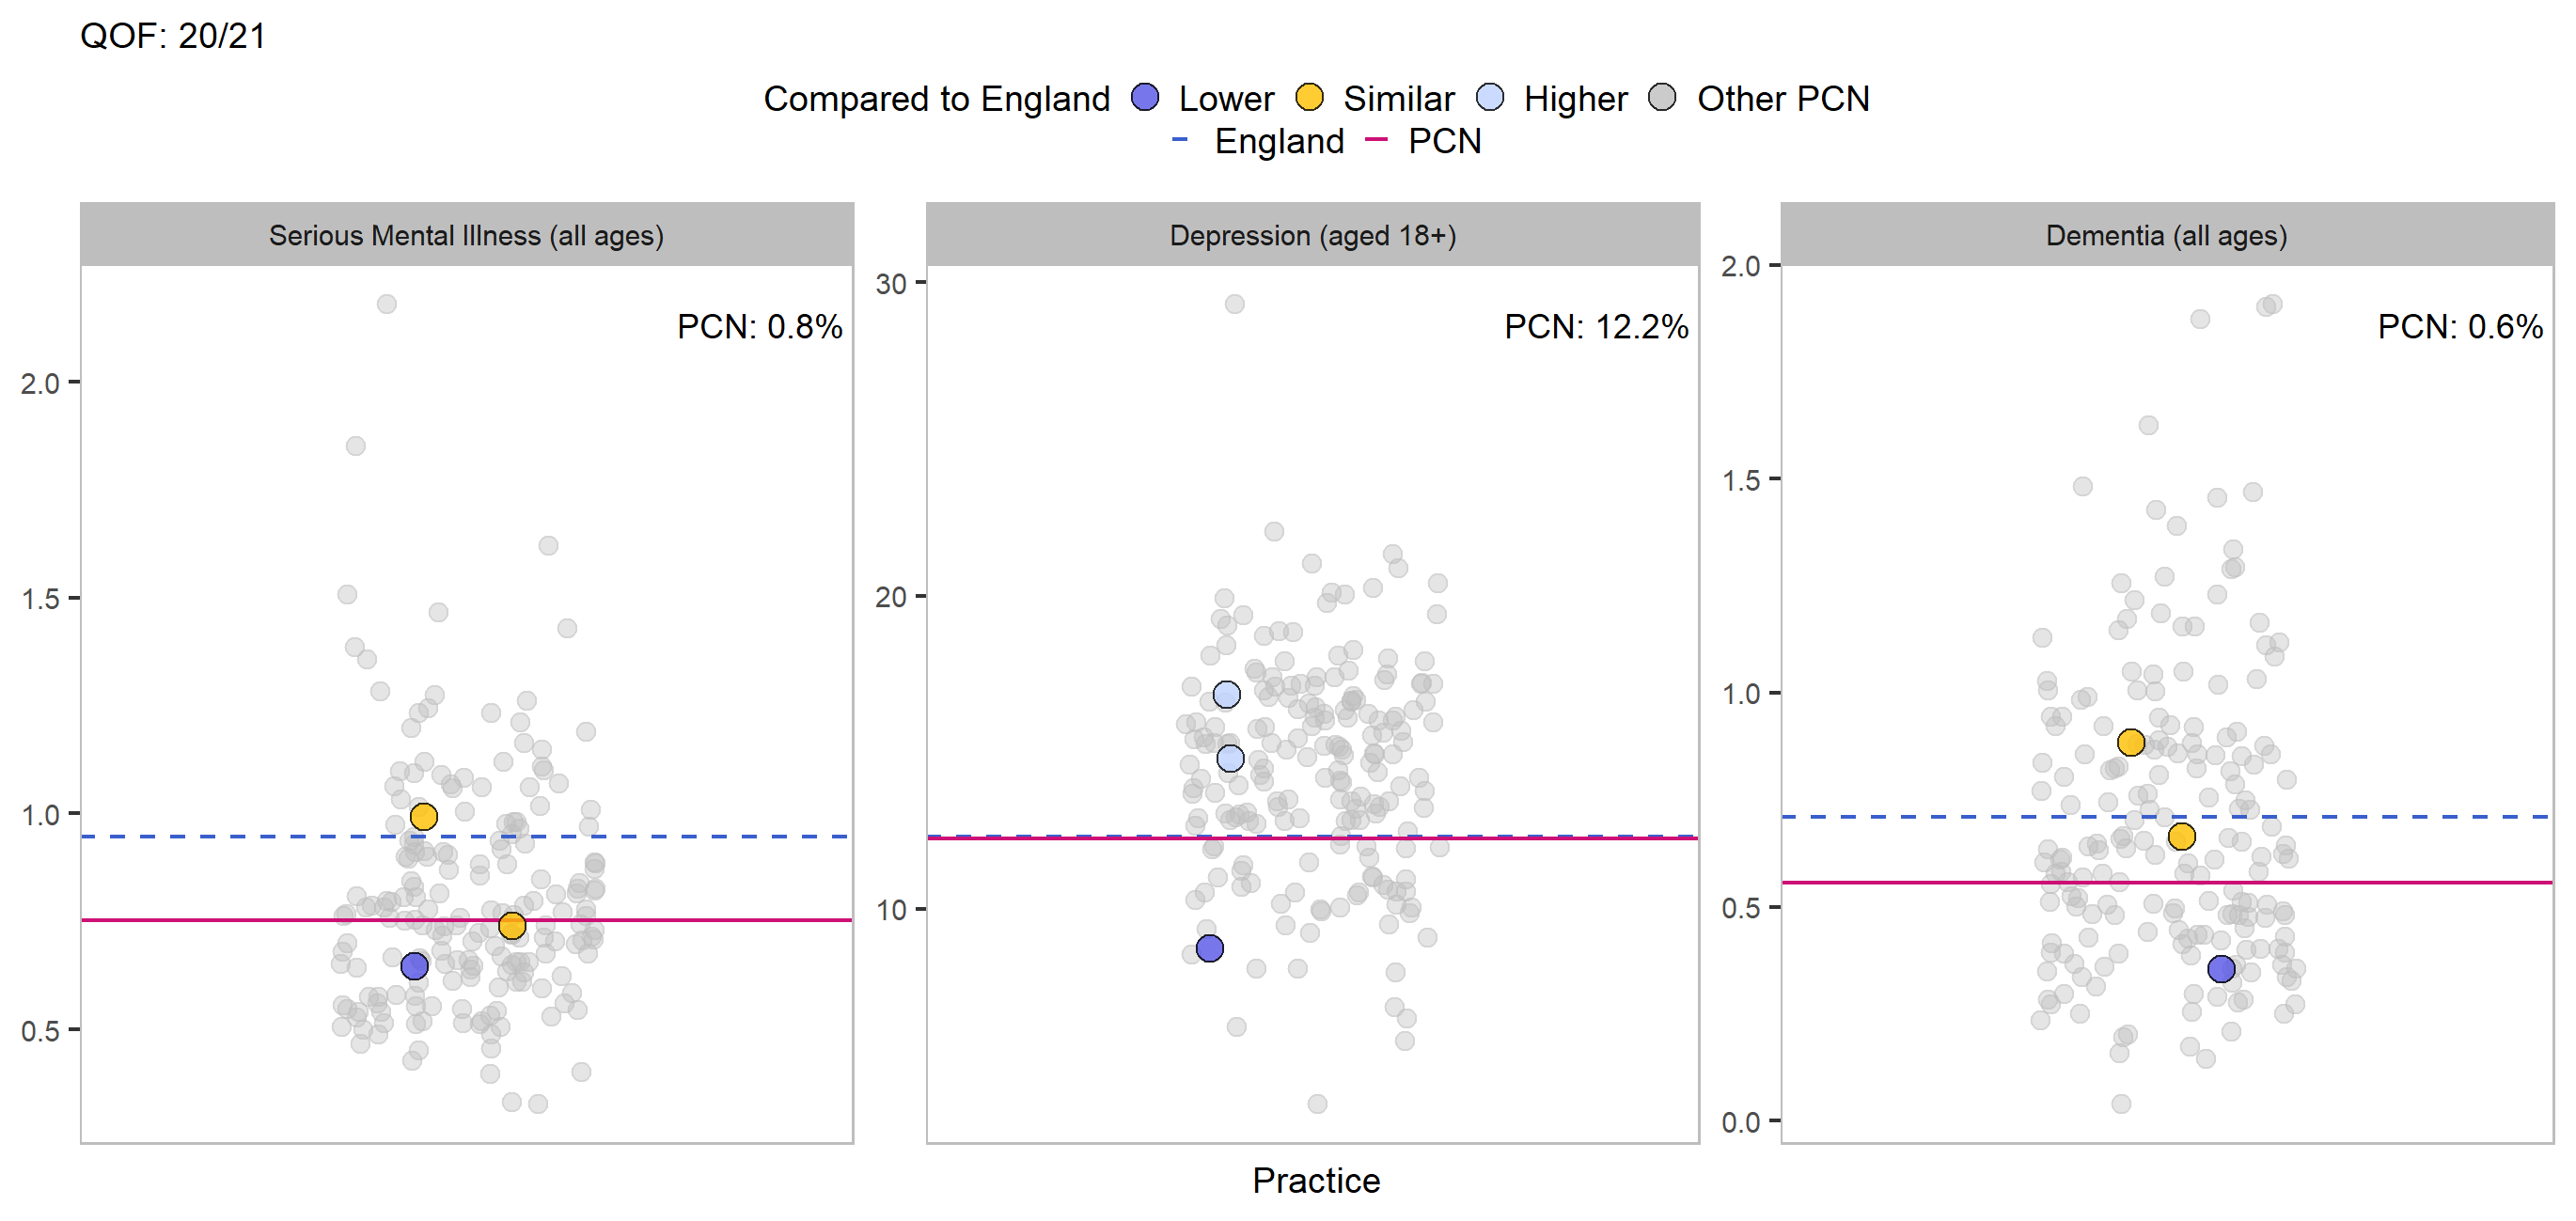 QOF: 20/21
Compared to England Lower Similar Higher Other PCN
England PCN
Serious Mental Illness (all ages)
PCN: 0.8%
2.0
1.5
1.0
0.5
Depression (aged 18+)
PCN: 12.2%
30
20
10
Dementia (all ages)
PCN: 0.6%
2.0
1.5
1.0
0.5
0.0
Practice